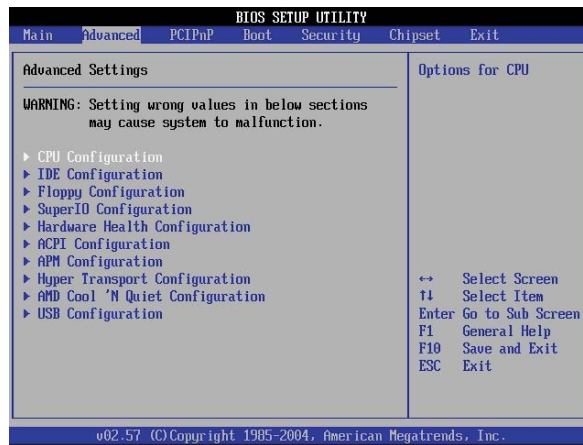 BIOS SETUP UTILITY
Main Advanced PCIPnP Boot Security Chipset Exit
Advanced Settings
WARNING: Setting wrong values in below sections
may cause system to malfunction.
▶ CPU Configuration
▶ IDE Configuration
▶ Floppy Configuration
▶ SuperIO Configuration
▶ Hardware Health Configuration
▶ ACPI Configuration
▶ APM Configuration
▶ Hyper Transport Configuration
▶ AMD Cool 'N Quiet Configuration
▶ USB Configuration
Options for CPU
↔ Select Screen
↑↓ Select Item
Enter Go to Sub Screen
F1 General Help
F10 Save and Exit
ESC Exit
v02.57 (C)Copyright 1985-2004, American Megatrends, Inc.